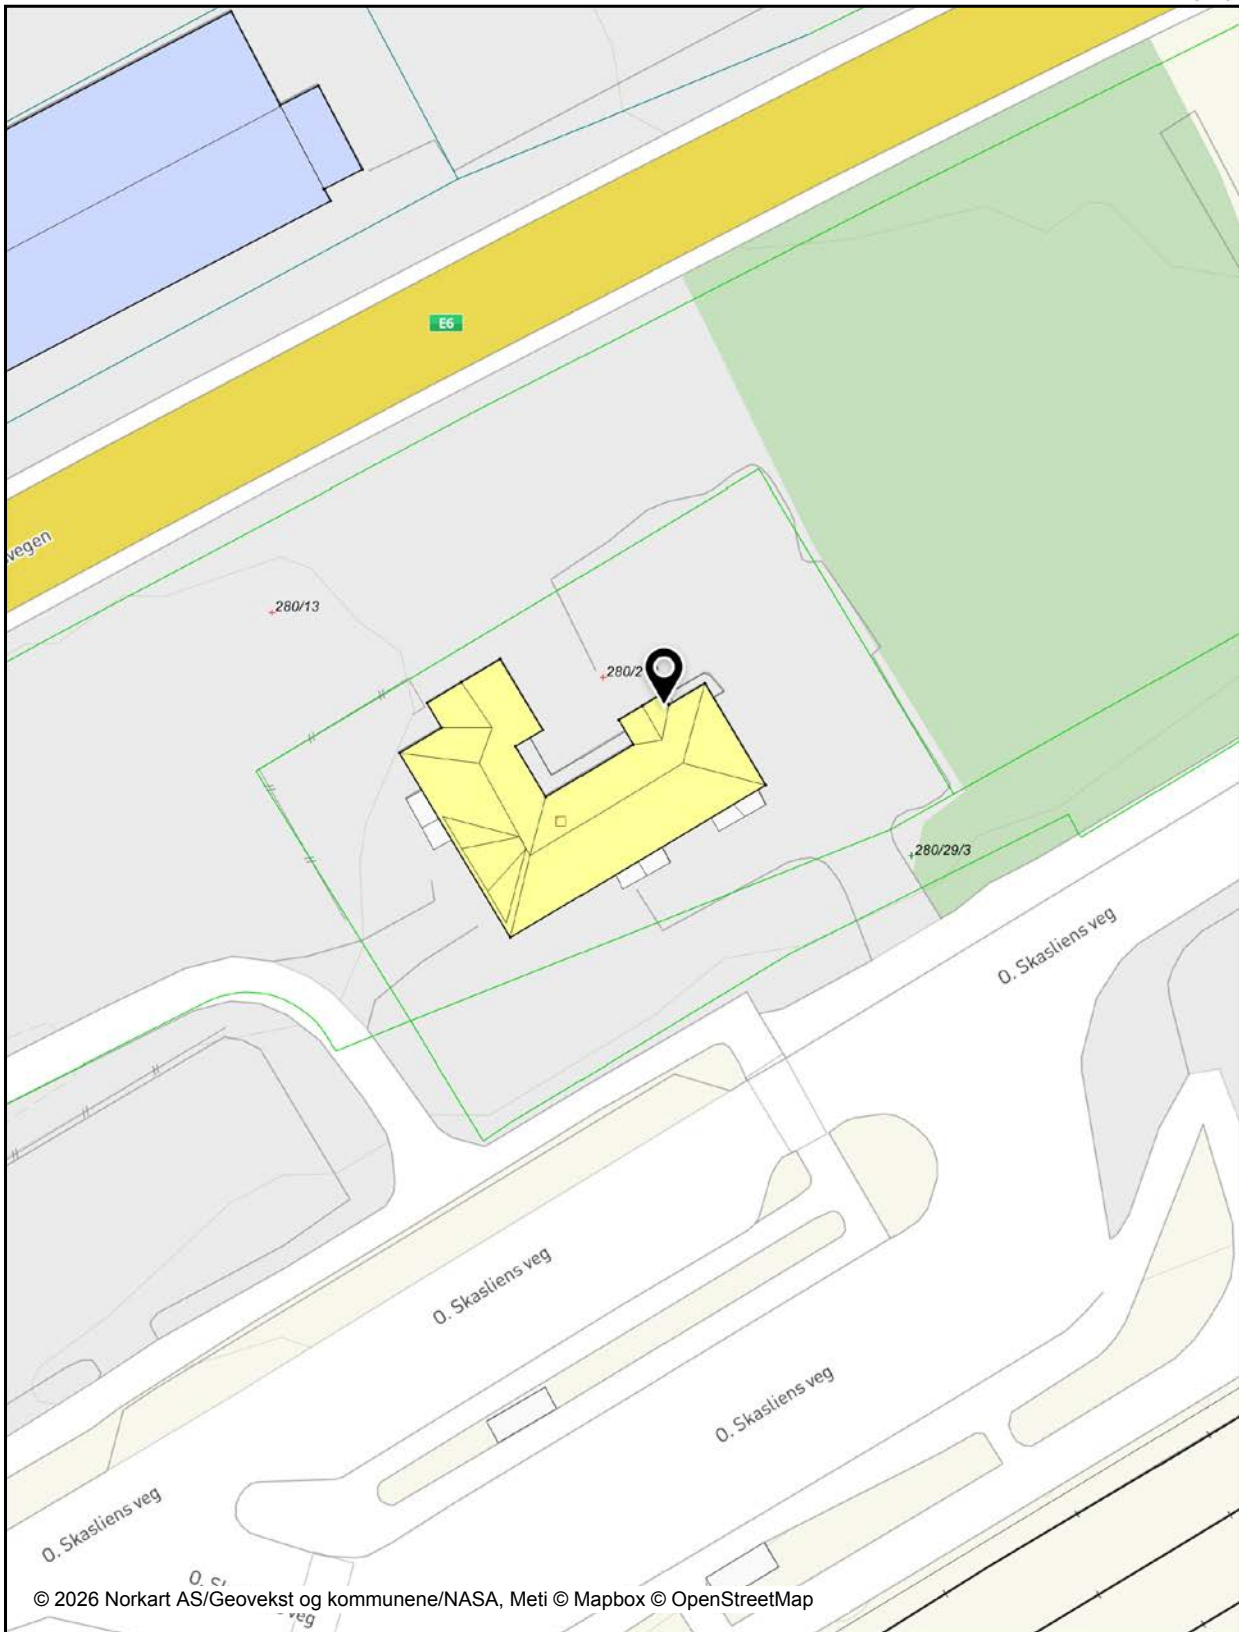 E6
vegen
280/13
280/2
280/29/3
O. Skasliens veg
O. Skasliens veg
O. Skasliens veg
O. Skasliens veg
veg
© 2026 Norkart AS/Geovekst og kommunene/NASA, Meti © Mapbox © OpenStreetMap